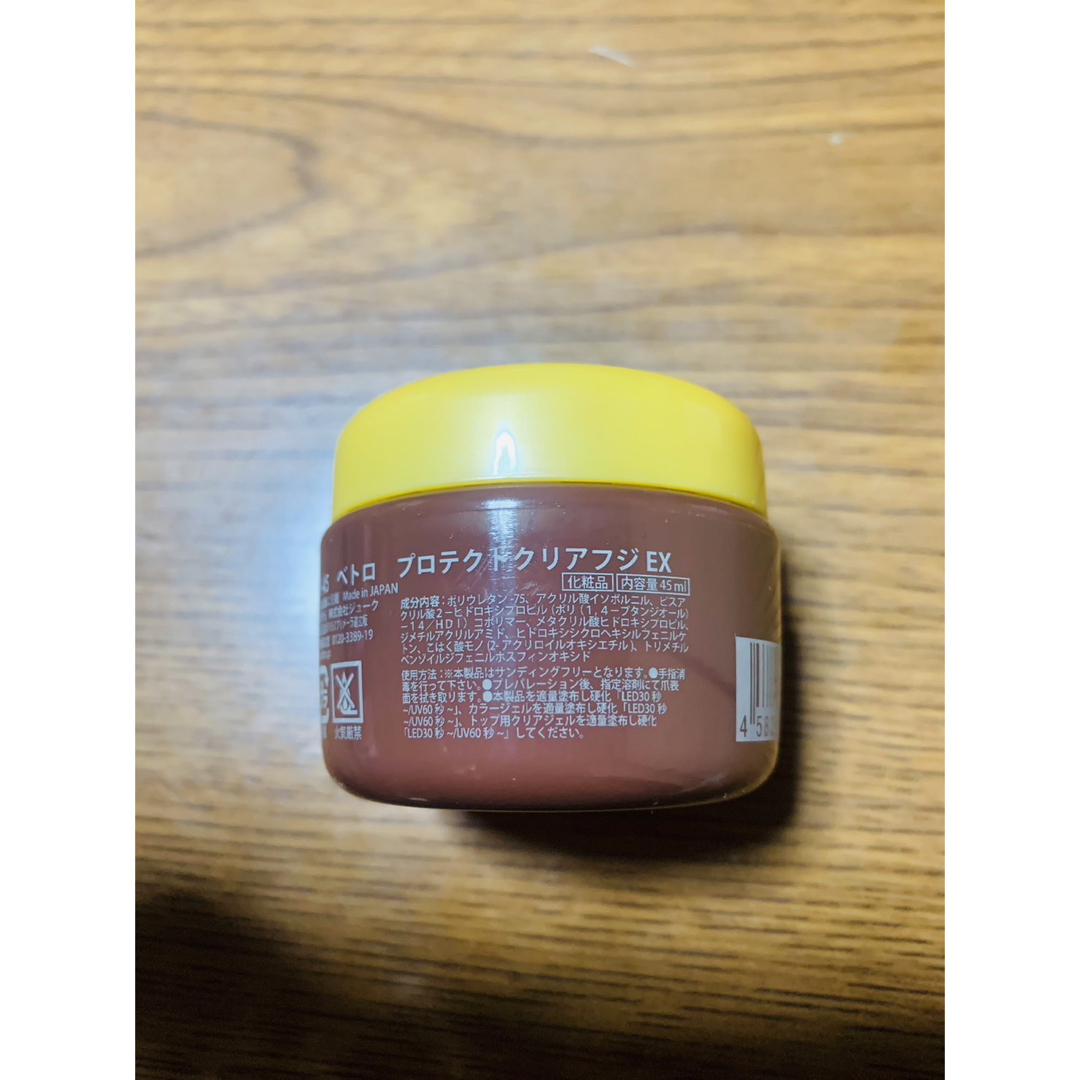 ベトロ プロテクトクリアフジ EX
化粧品 内容量 45 ml
Made in JAPAN
株式会社ジューク
0120-3389-19
火気厳禁
成分内容：ポリウレタン-75、アクリル酸イソボルニル、ビスア
クリル酸2－ヒドロキシプロピル（ポリ（1，4－ブタンジオール）
－14／HDI）コポリマー、メタクリル酸ヒドロキシプロピル、
ジメチルアクリルアミド、ヒドロキシシクロヘキシルフェニルケ
トン、こはく酸モノ（2-アクリロイルオキシエチル）、トリメチル
ベンゾイルジフェニルホスフィンオキシド
使用方法：※本製品はサンディングフリーとなります。●手指消
毒を行って下さい。●プレパレーション後、指定溶剤にて爪表
面を拭き取ります。●本製品を適量塗布し硬化「LED30 秒
~/UV60 秒 ~」、カラージェルを適量塗布し硬化「LED30 秒
~/UV60 秒 ~」、トップ用クリアジェルを適量塗布し硬化
「LED30 秒 ~/UV60 秒 ~」してください。
4 58